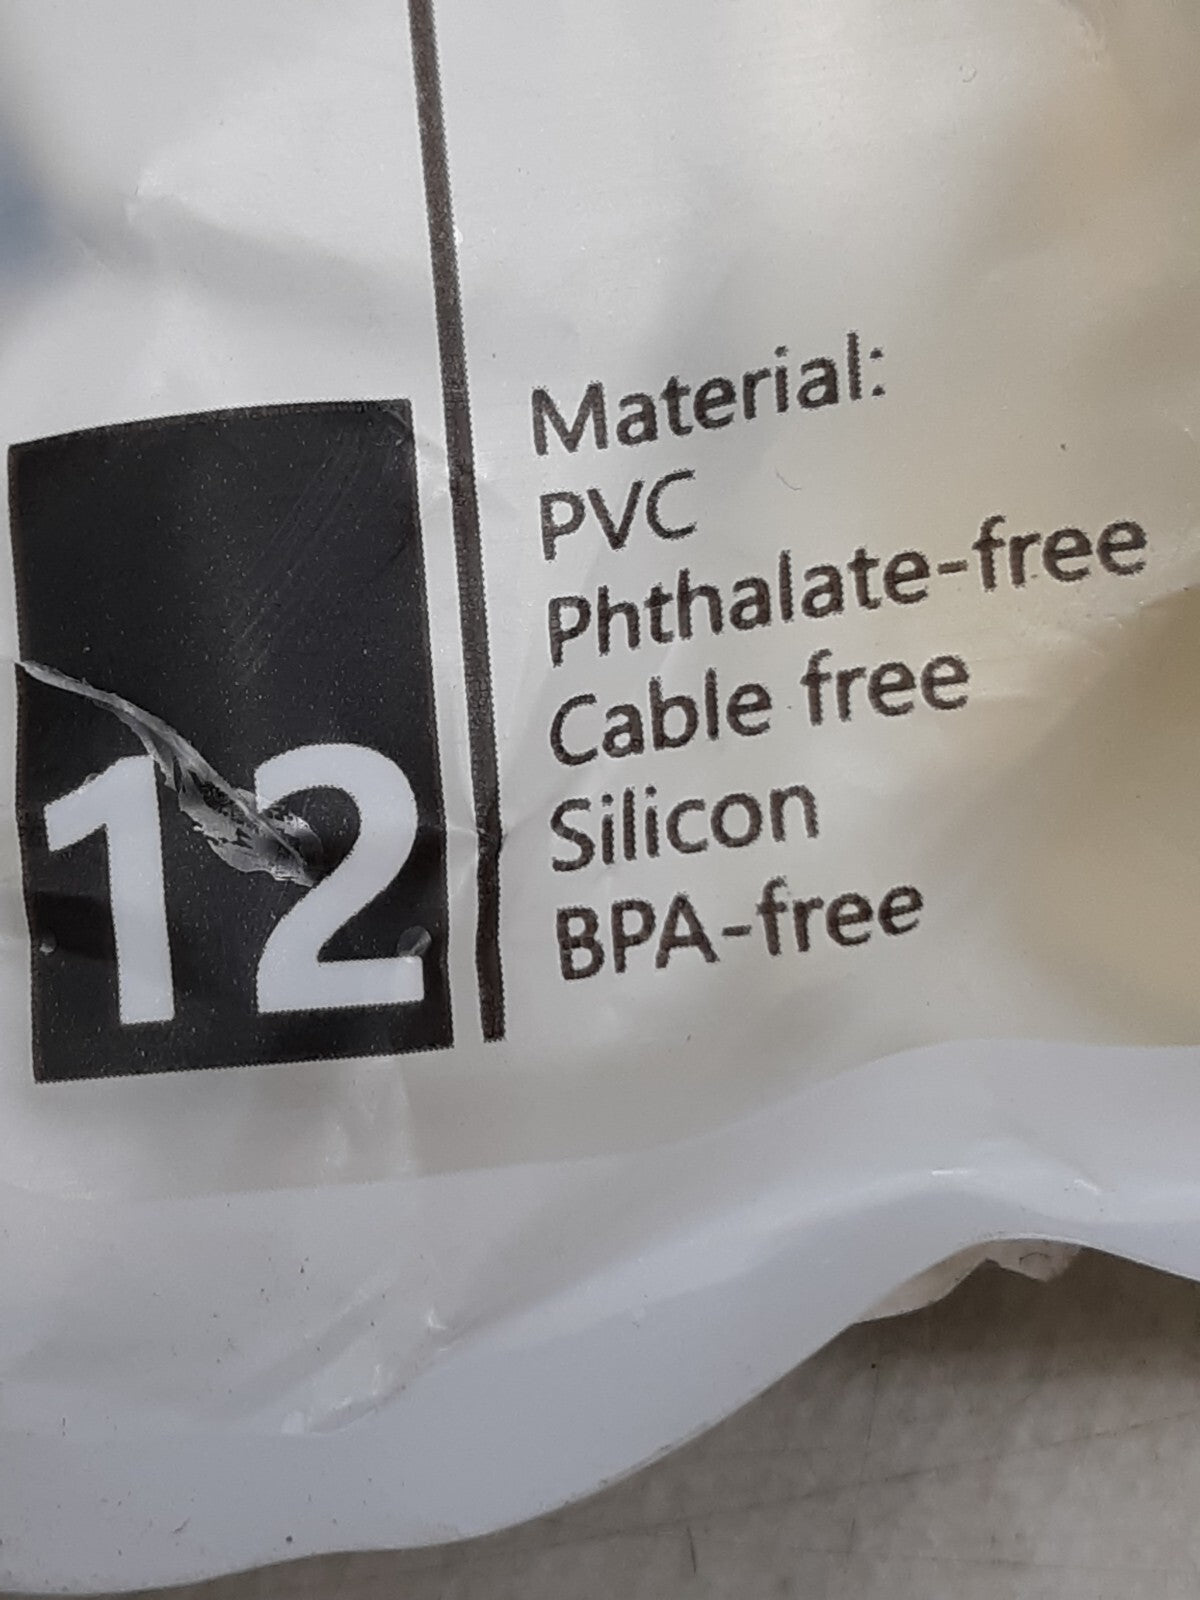 12
Material:
PVC
Phthalate-free
Cable free
Silicon
BPA-free